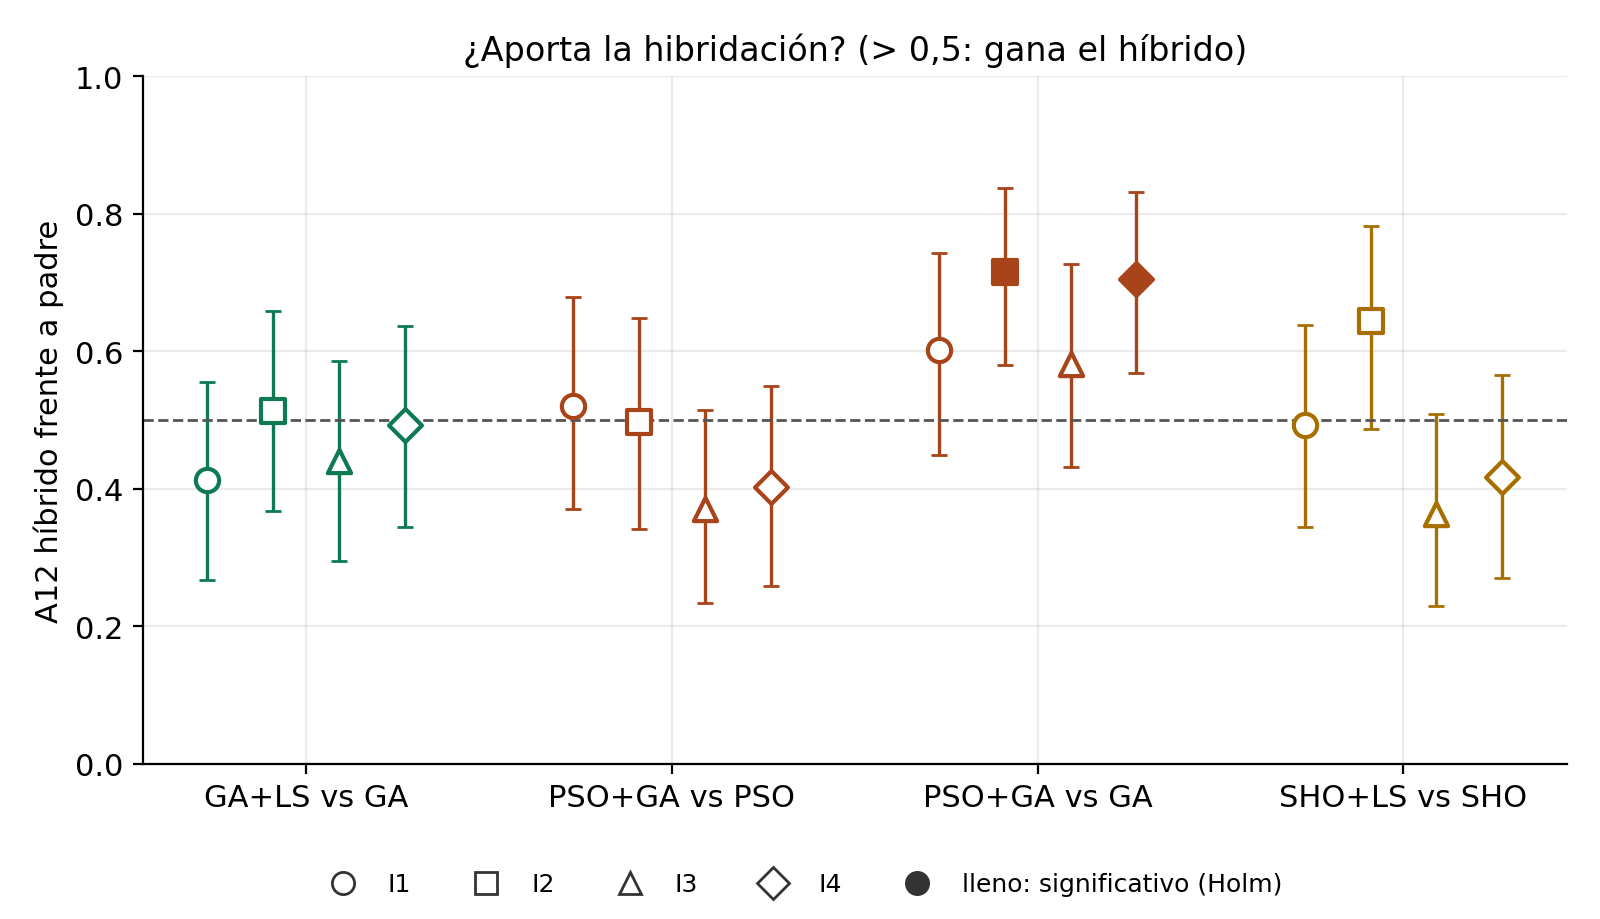 ¿Aporta la hibridación? (> 0,5: gana el híbrido)
A12 híbrido frente a padre
1.0
0.8
0.6
0.4
0.2
0.0
GA+LS vs GA
PSO+GA vs PSO
PSO+GA vs GA
SHO+LS vs SHO
I1
I2
I3
I4
lleno: significativo (Holm)